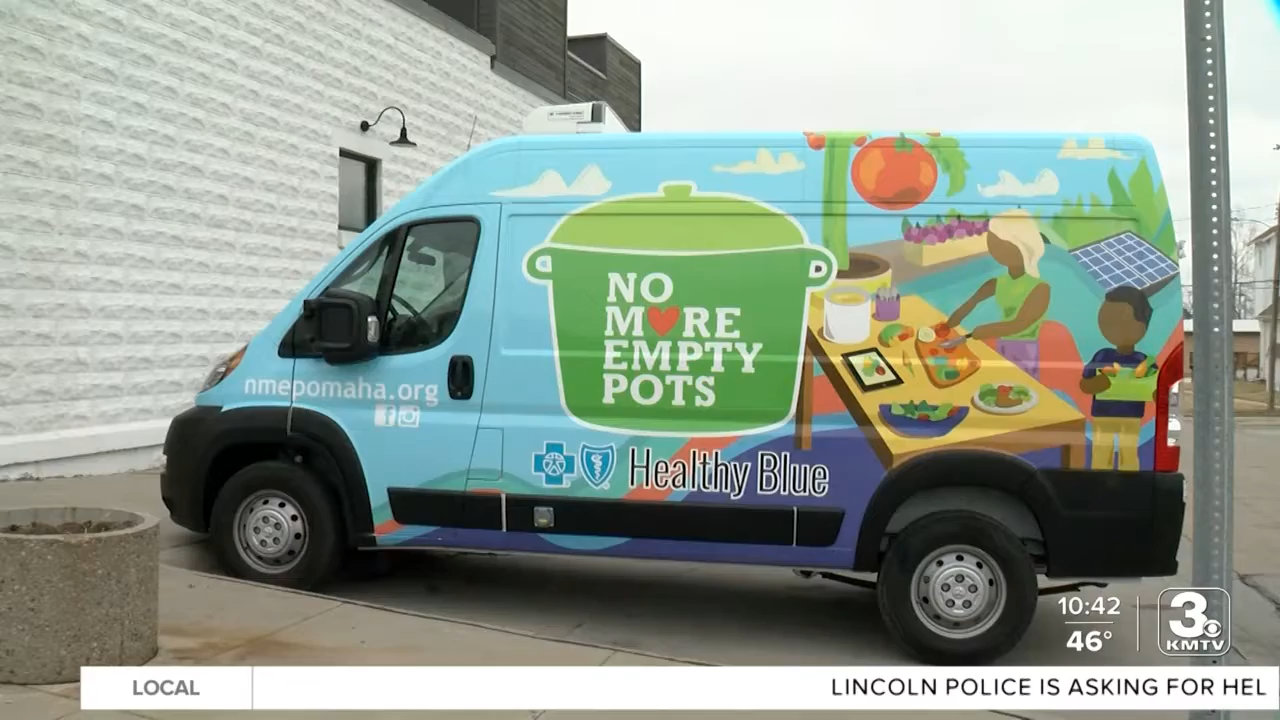 NO
MORE
EMPTY
POTS
nmepomaha.org
Healthy Blue
10:42
46°
3
KMTV
LOCAL
LINCOLN POLICE IS ASKING FOR HEL